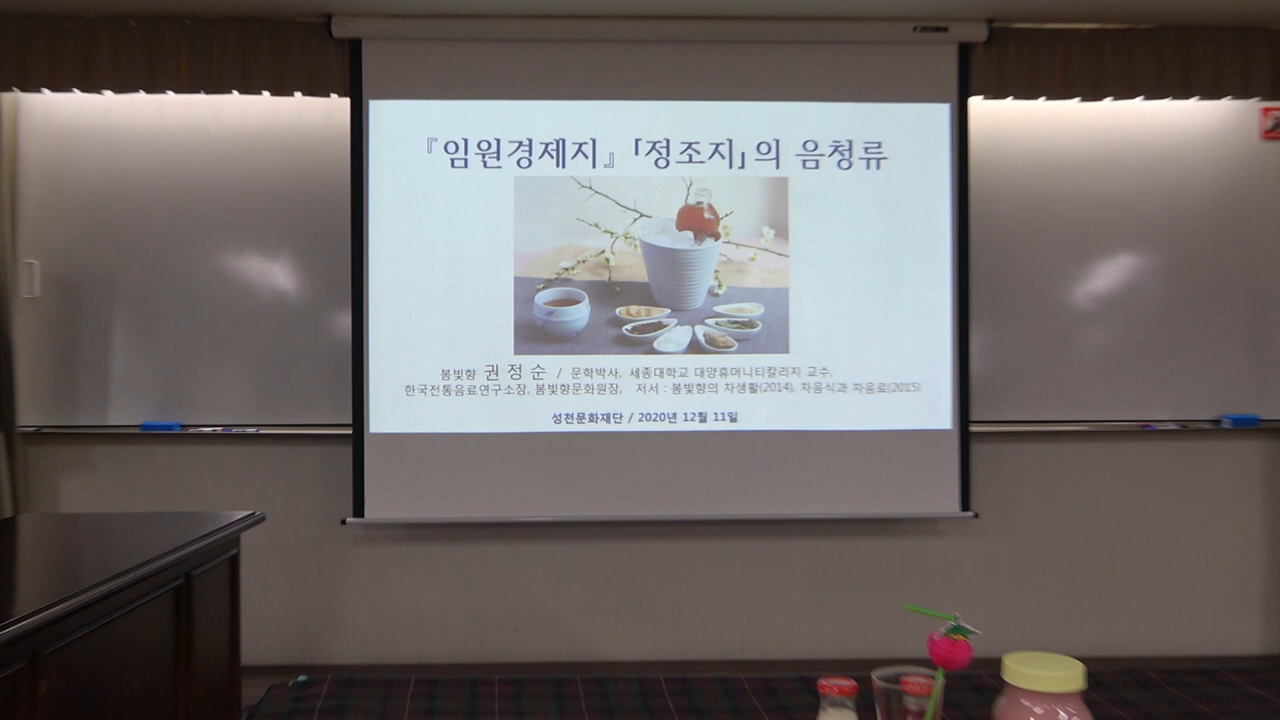 『임원경제지』 「정조지」의 음청류
봄빛향 권 정 순 / 문학박사, 세종대학교 대양휴머니티칼리지 교수,
한국전통음료연구소장, 봄빛향문화원장, 저서 : 봄빛향의 차생활(2014), 차음식과 차음료(2015)
성천문화재단 / 2020년 12월 11일